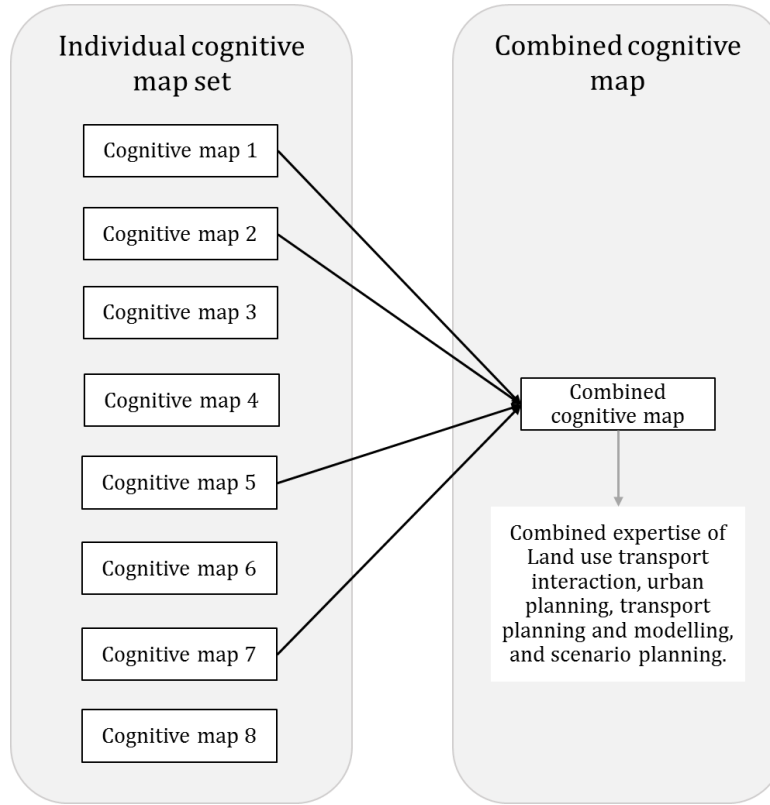 Individual cognitive
map set
Cognitive map 1
Cognitive map 2
Cognitive map 3
Cognitive map 4
Cognitive map 5
Cognitive map 6
Cognitive map 7
Cognitive map 8
Combined cognitive
map
Combined
cognitive map
Combined expertise of
Land use transport
interaction, urban
planning, transport
planning and modelling,
and scenario planning.